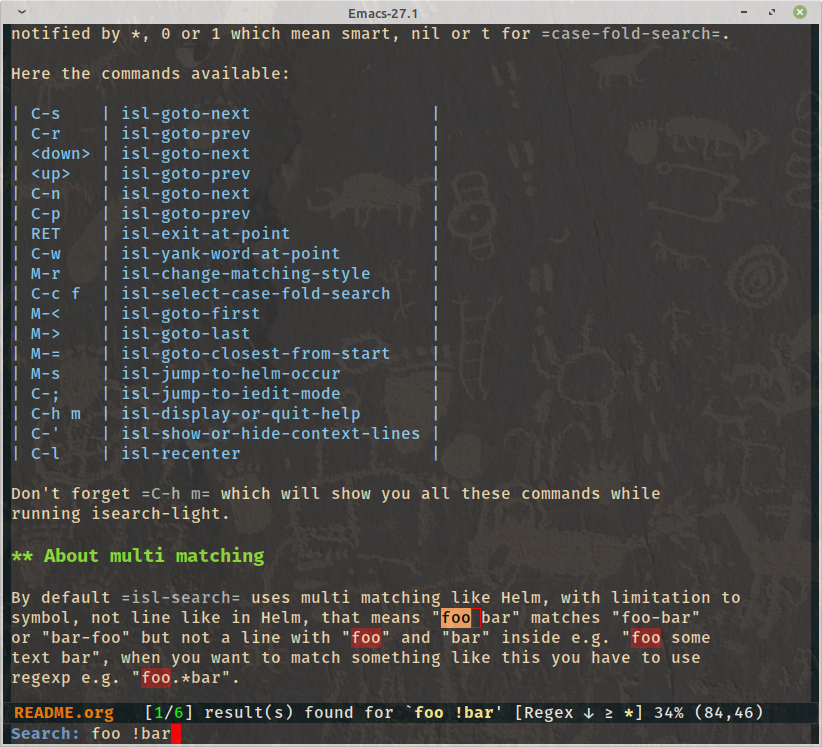 Emacs-27.1
notified by *, 0 or 1 which mean smart, nil or t for =case-fold-search=.
Here the commands available:
| C-s | isl-goto-next |
| C-r | isl-goto-prev |
| <down> | isl-goto-next |
| <up> | isl-goto-prev |
| C-n | isl-goto-next |
| C-p | isl-goto-prev |
| RET | isl-exit-at-point |
| C-w | isl-yank-word-at-point |
| M-r | isl-change-matching-style |
| C-c f | isl-select-case-fold-search |
| M-< | isl-goto-first |
| M-> | isl-goto-last |
| M-= | isl-goto-closest-from-start |
| M-s | isl-jump-to-helm-occur |
| C-; | isl-jump-to-iedit-mode |
| C-h m | isl-display-or-quit-help |
| C-' | isl-show-or-hide-context-lines |
| C-l | isl-recenter |
Don't forget =C-h m= which will show you all these commands while
running isearch-light.
** About multi matching
By default =isl-search= uses multi matching like Helm, with limitation to
symbol, not line like in Helm, that means "foo bar" matches "foo-bar"
or "bar-foo" but not a line with "foo" and "bar" inside e.g. "foo some
text bar", when you want to match something like this you have to use
regexp e.g. "foo.*bar".
README.org [1/6] result(s) found for `foo !bar' [Regex ↓ ≥ *] 34% (84,46)
Search: foo !bar